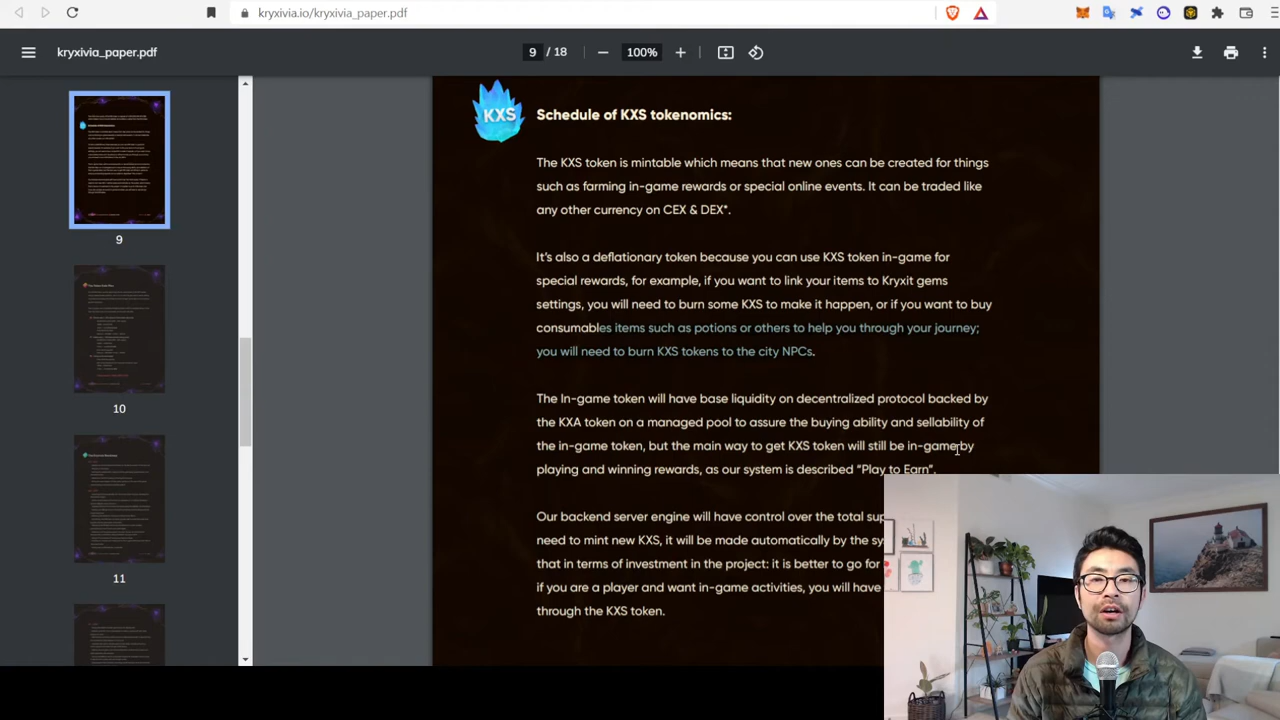 kryxivia.io/kryxivia_paper.pdf
kryxivia_paper.pdf
9 / 18
100%
9
10
11
KXS
Schedule of KXS tokenomics:
The KXS token is mintable which means that new ones can be created for things
such as farming in-game rewards or special online events. It can be traded like
any other currency on CEX & DEX*.
It's also a deflationary token because you can use KXS token in-game for
special rewards, for example, if you want to link your items to Kryxit gems
settings, you will need to burn some KXS to make it happen, or if you want to buy
consumables items such as potions or others to help you through your journey;
you will need to burn KXS tokens to the city NPCs.
The In-game token will have base liquidity on decentralized protocol backed by
the KXA token on a managed pool to assure the buying ability and sellability of
the in-game token, but the main way to get KXS token will still be in-game by
playing and winning rewards, as our system is described "Play to Earn".
Our backend server engine will have control on the total sup
need to mint new KXS, it will be made automatically by the sy
that in terms of investment in the project: it is better to go for
if you are a player and want in-game activities, you will have
through the KXS token.